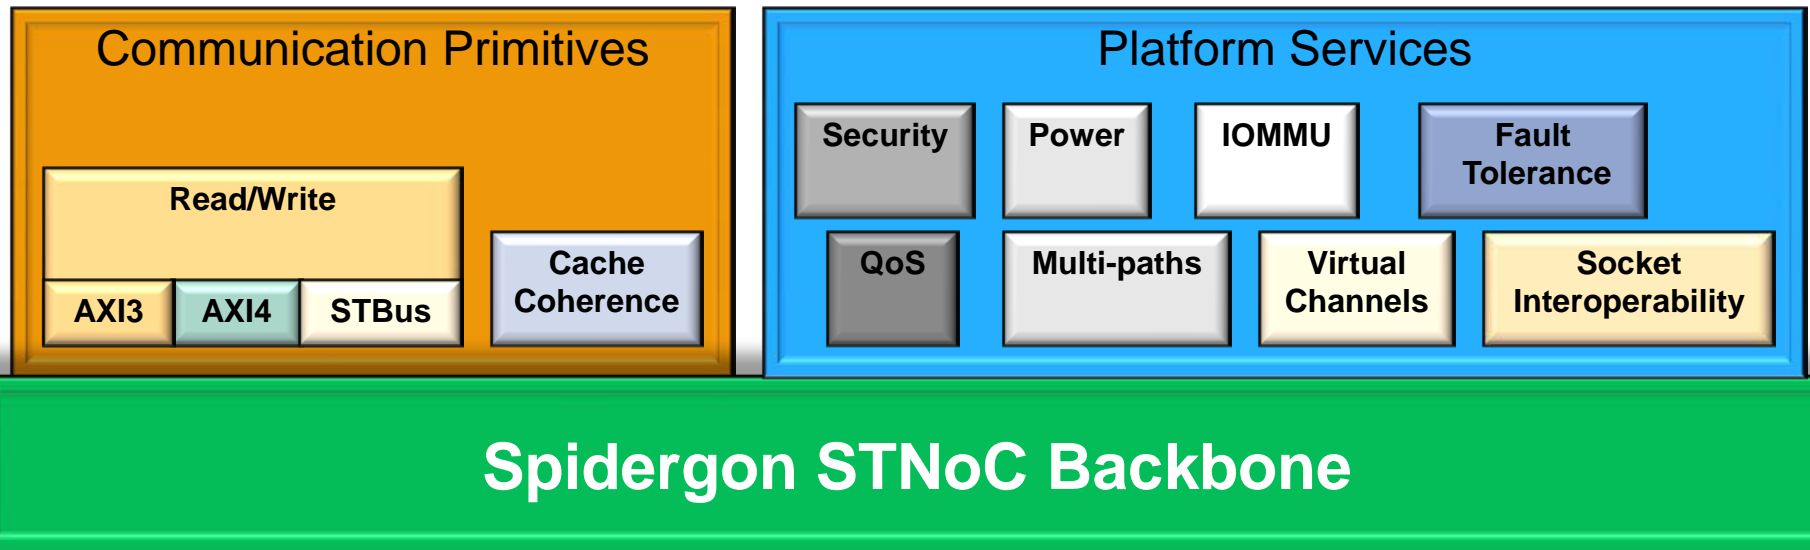 Communication Primitives
Read/Write
AXI3
AXI4
STBus
Cache
Coherence
Platform Services
Security
Power
IOMMU
Fault
Tolerance
QoS
Multi-paths
Virtual
Channels
Socket
Interoperability
Spidergon STNoC Backbone